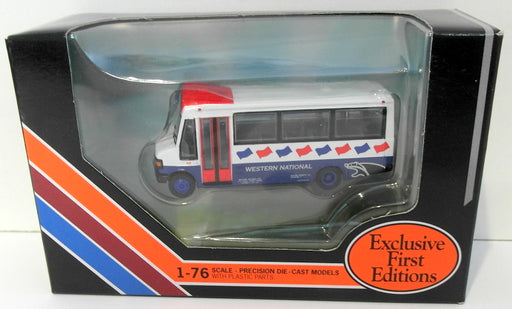 WESTERN NATIONAL
1-76 SCALE - PRECISION DIE-CAST MODELS
WITH PLASTIC PARTS
Exclusive
First
Editions